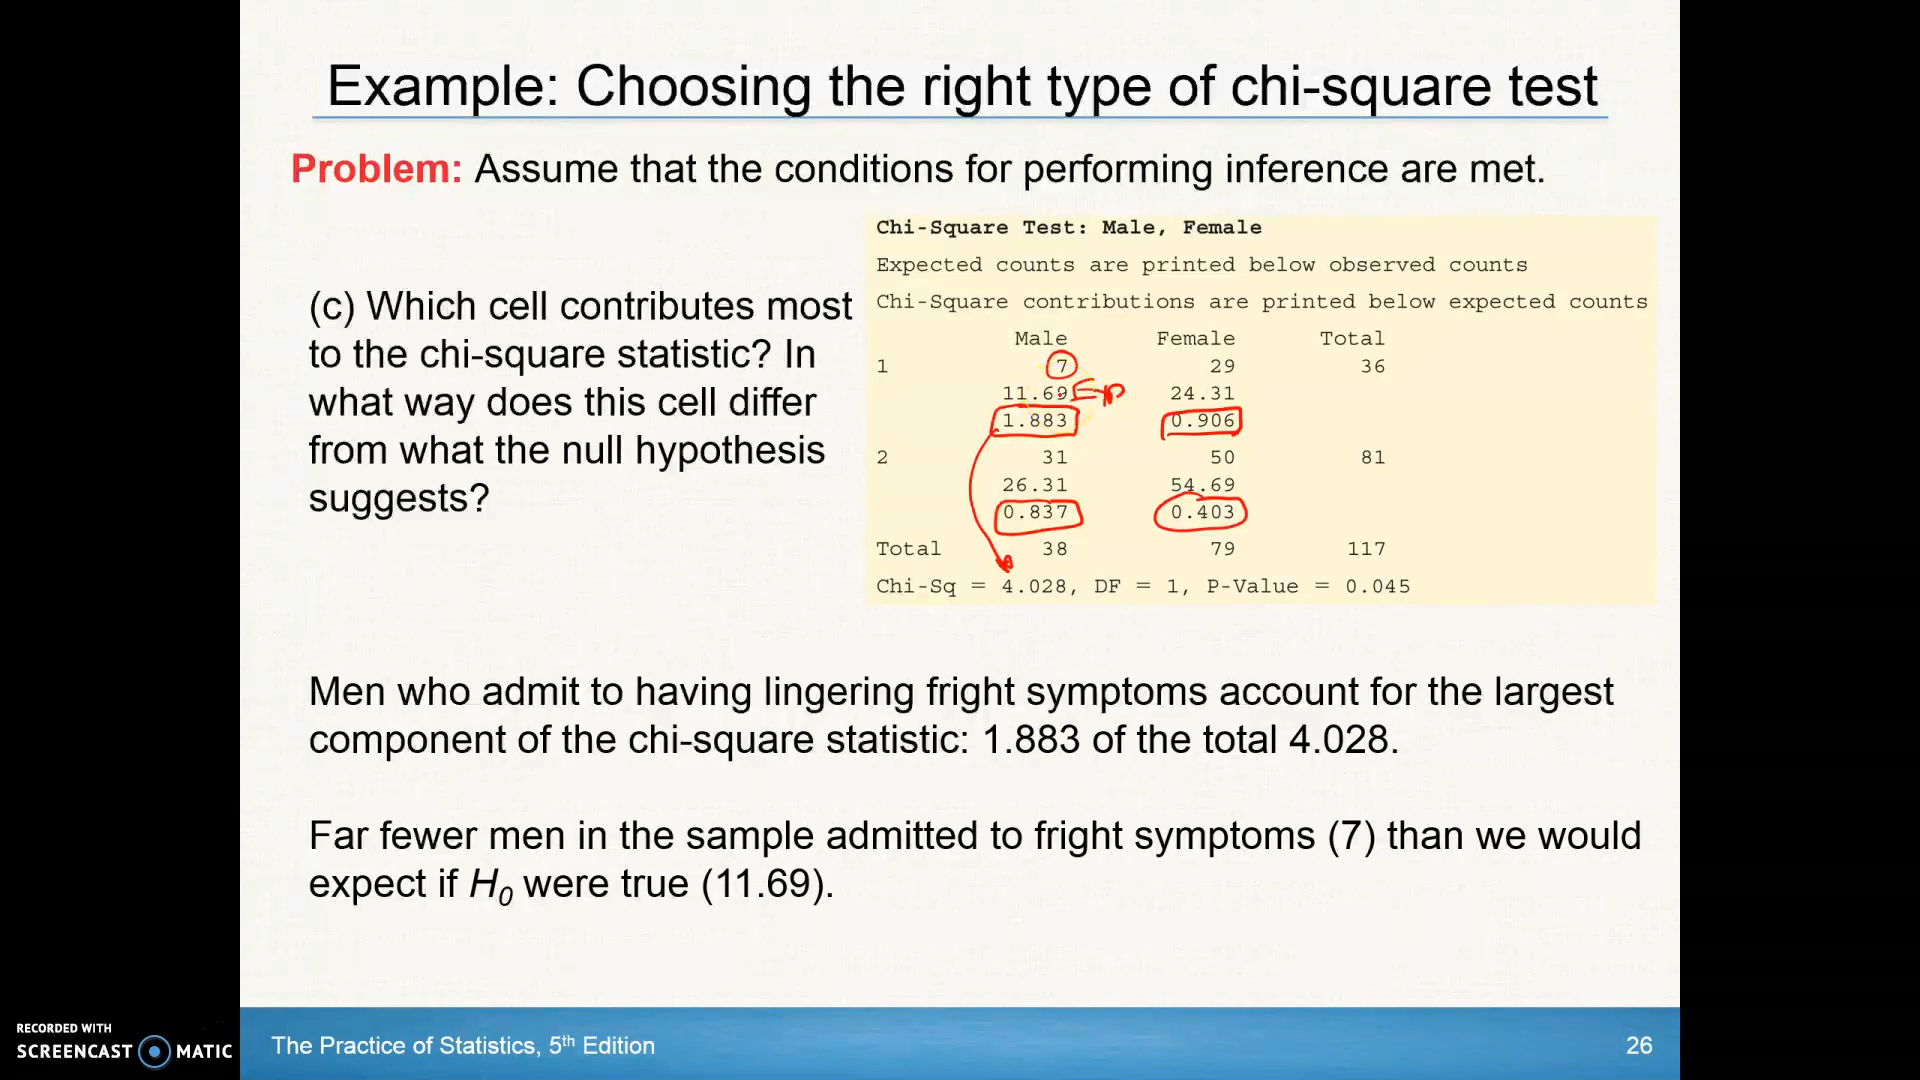 Example: Choosing the right type of chi-square test
Problem: Assume that the conditions for performing inference are met.
(c) Which cell contributes most
to the chi-square statistic? In
what way does this cell differ
from what the null hypothesis
suggests?
Chi-Square Test: Male, Female
Expected counts are printed below observed counts
Chi-Square contributions are printed below expected counts
Male Female Total
1 7 29 36
11.69 Exp 24.31
1.883 0.906
2 31 50 81
26.31 54.69
0.837 0.403
Total 38 79 117
Chi-Sq = 4.028, DF = 1, P-Value = 0.045
Men who admit to having lingering fright symptoms account for the largest
component of the chi-square statistic: 1.883 of the total 4.028.
Far fewer men in the sample admitted to fright symptoms (7) than we would
expect if H0 were true (11.69).
RECORDED WITH
SCREENCAST MATIC
The Practice of Statistics, 5th Edition
26